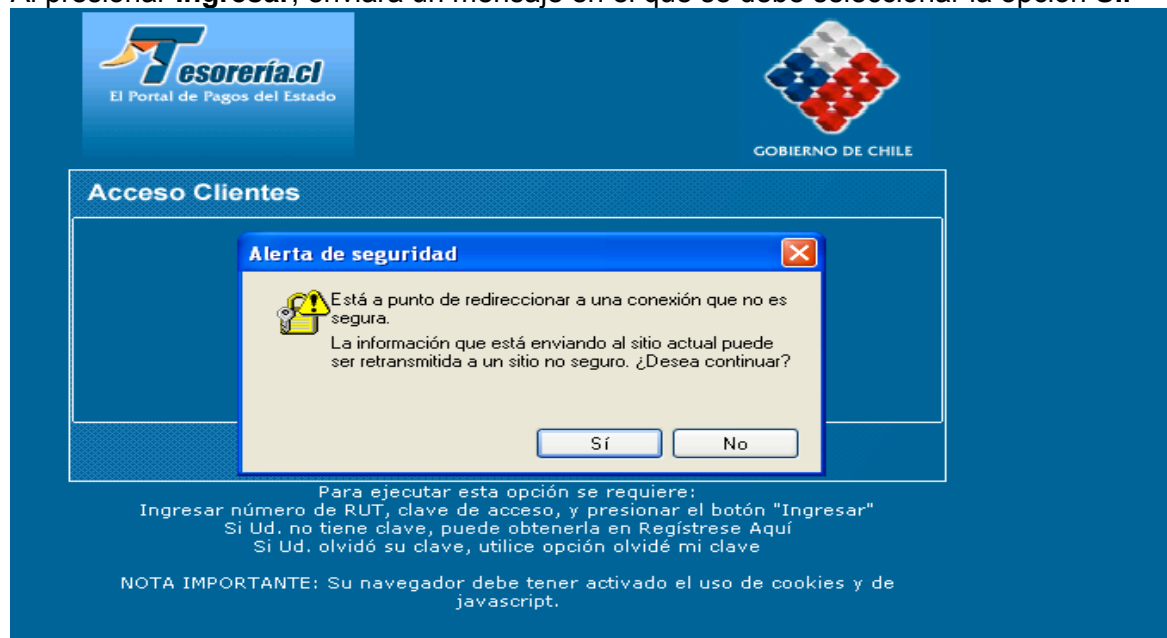 Al presionar Ingresar, enviará un mensaje en el que se debe seleccionar la opción Sí.
Tesorería.cl
El Portal de Pagos del Estado
GOBIERNO DE CHILE
Acceso Clientes
Alerta de seguridad
Está a punto de redireccionar a una conexión que no es
segura.
La información que está enviando al sitio actual puede
ser retransmitida a un sitio no seguro. ¿Desea continuar?
Sí No
Para ejecutar esta opción se requiere:
Ingresar número de RUT, clave de acceso, y presionar el botón "Ingresar"
Si Ud. no tiene clave, puede obtenerla en Regístrese Aquí
Si Ud. olvidó su clave, utilice opción olvidé mi clave
NOTA IMPORTANTE: Su navegador debe tener activado el uso de cookies y de
javascript.